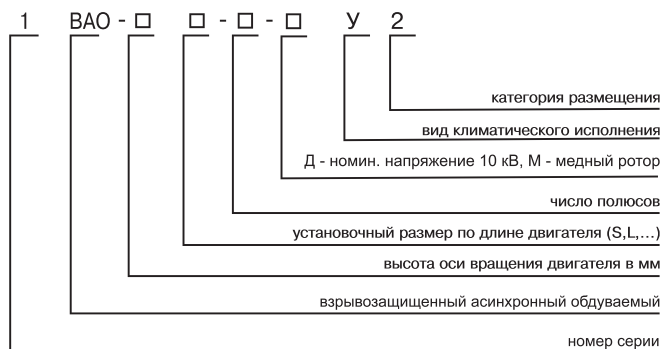 1 ВАО - □ □ - □ - □ У 2
категория размещения
вид климатического исполнения
Д - номин. напряжение 10 кВ, М - медный ротор
число полюсов
установочный размер по длине двигателя (S,L,...)
высота оси вращения двигателя в мм
взрывозащищенный асинхронный обдуваемый
номер серии